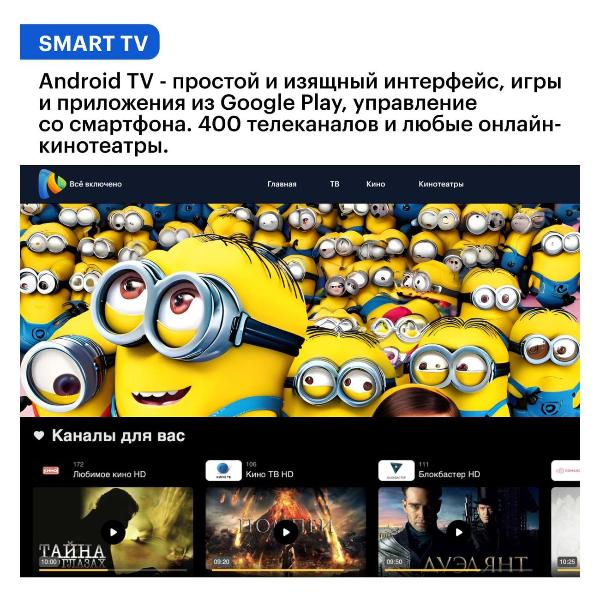 SMART TV
Android TV - простой и изящный интерфейс, игры
и приложения из Google Play, управление
со смартфона. 400 телеканалов и любые онлайн-
кинотеатры.
Всё включено Главная ТВ Кино Кинотеатры
Каналы для вас
172 106 111
Любимое кино HD Кино ТВ HD Блокбастер HD
ТАЙНА ПОМПЕИ ДУЭЛЯНТ
В ГЛАЗАХ
10:00 09:20 09:50 10:25